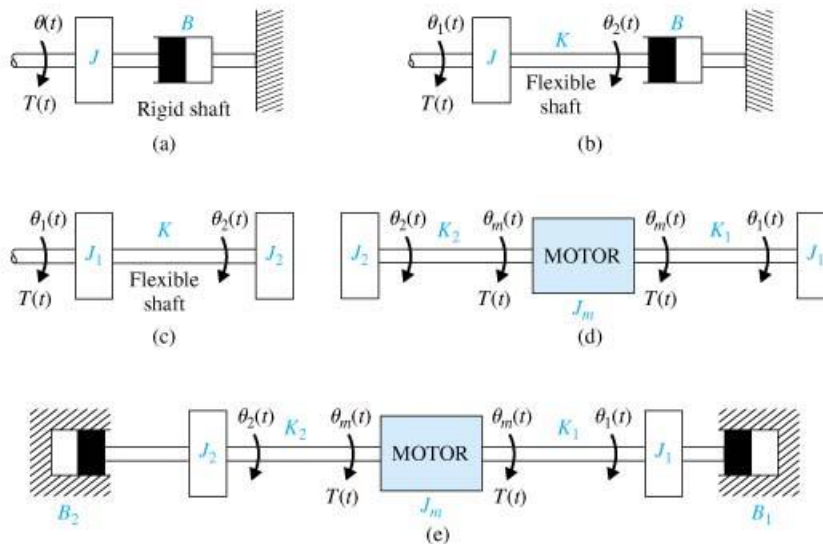 θ(t) B
J
T(t) Rigid shaft
(a)
θ₁(t) K θ₂(t) B
J
T(t) Flexible
shaft
(b)
θ₁(t) K θ₂(t)
J₁ J₂
T(t) Flexible
shaft
(c)
θ₂(t) K₂ θₘ(t) θₘ(t) K₁ θ₁(t)
J₂ MOTOR J₁
T(t) T(t)
Jₘ
(d)
θ₂(t) K₂ θₘ(t) θₘ(t) K₁ θ₁(t)
J₂ MOTOR J₁
T(t) T(t)
B₂ Jₘ B₁
(e)